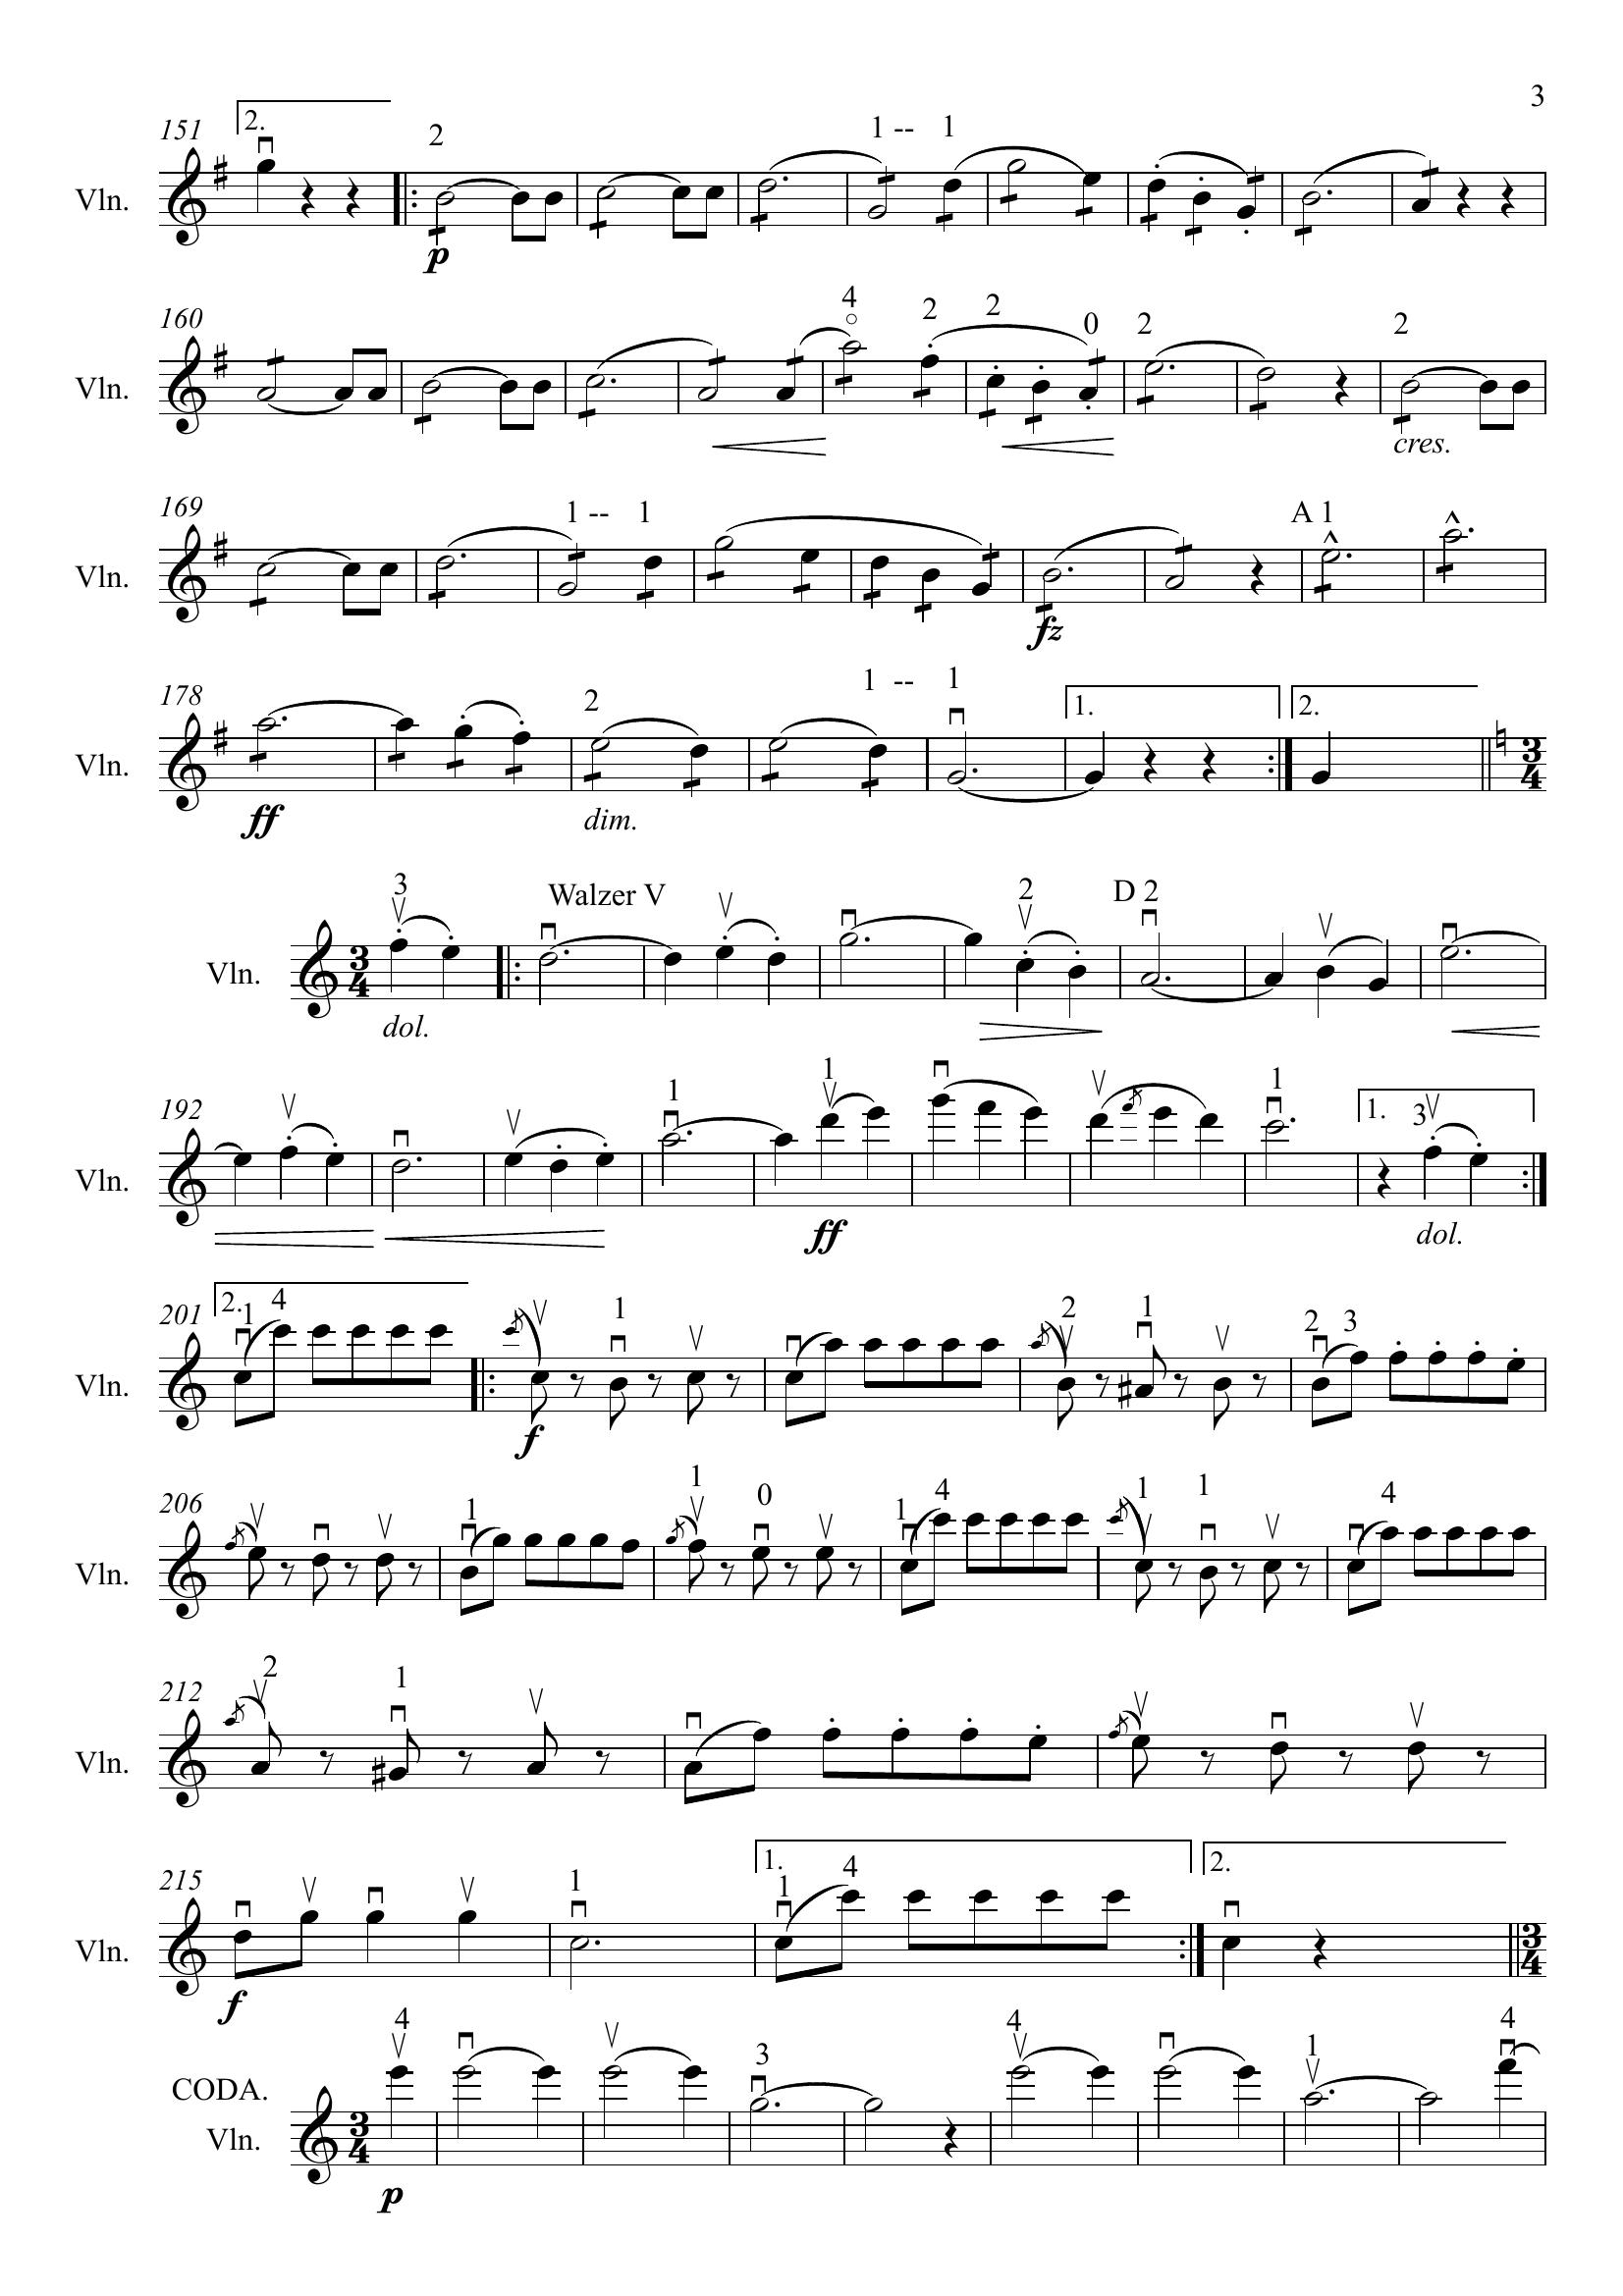 3
151 2.
2 1 -- 1
Vln.
p
160
4 2 2 0 2 2
Vln.
cres.
169
1 -- 1 A 1
Vln.
fz
178
2 1 -- 1 1. 2.
Vln.
3
4
ff dim.
Walzer V
3 2 D 2
Vln.
3
4
dol.
192
1 1 1 1. 3
Vln.
ff dol.
201 2.
1 4 1 2 1 2 3
Vln.
f
206
1 1 0 1 4 1 1 4
Vln.
212
2 1
Vln.
215
1 1. 1 4 2.
Vln.
3
4
f
4 3 4 1 4
CODA.
Vln.
3
4
p